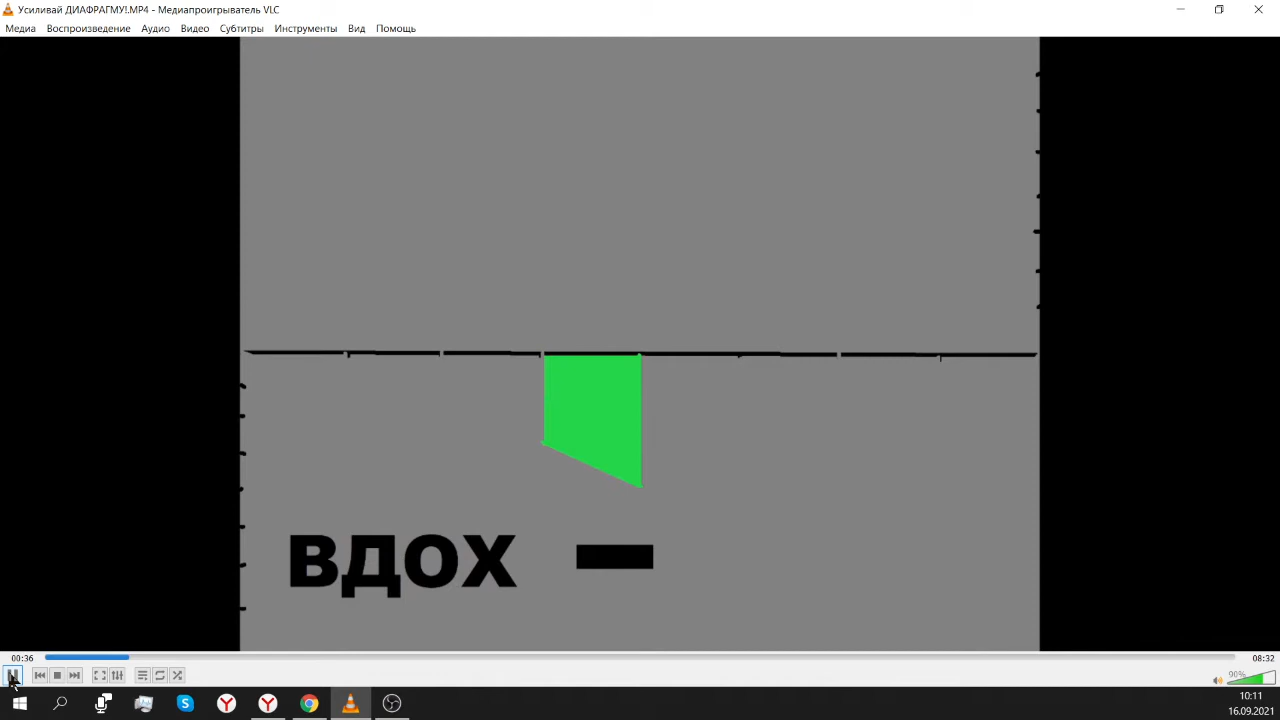 Усиливай ДИАФРАГМУ!.MP4 - Медиапроигрыватель VLC
Медиа Воспроизведение Аудио Видео Субтитры Инструменты Вид Помощь
ВДОХ –
00:36 08:32
90%
10:11
16.09.2021